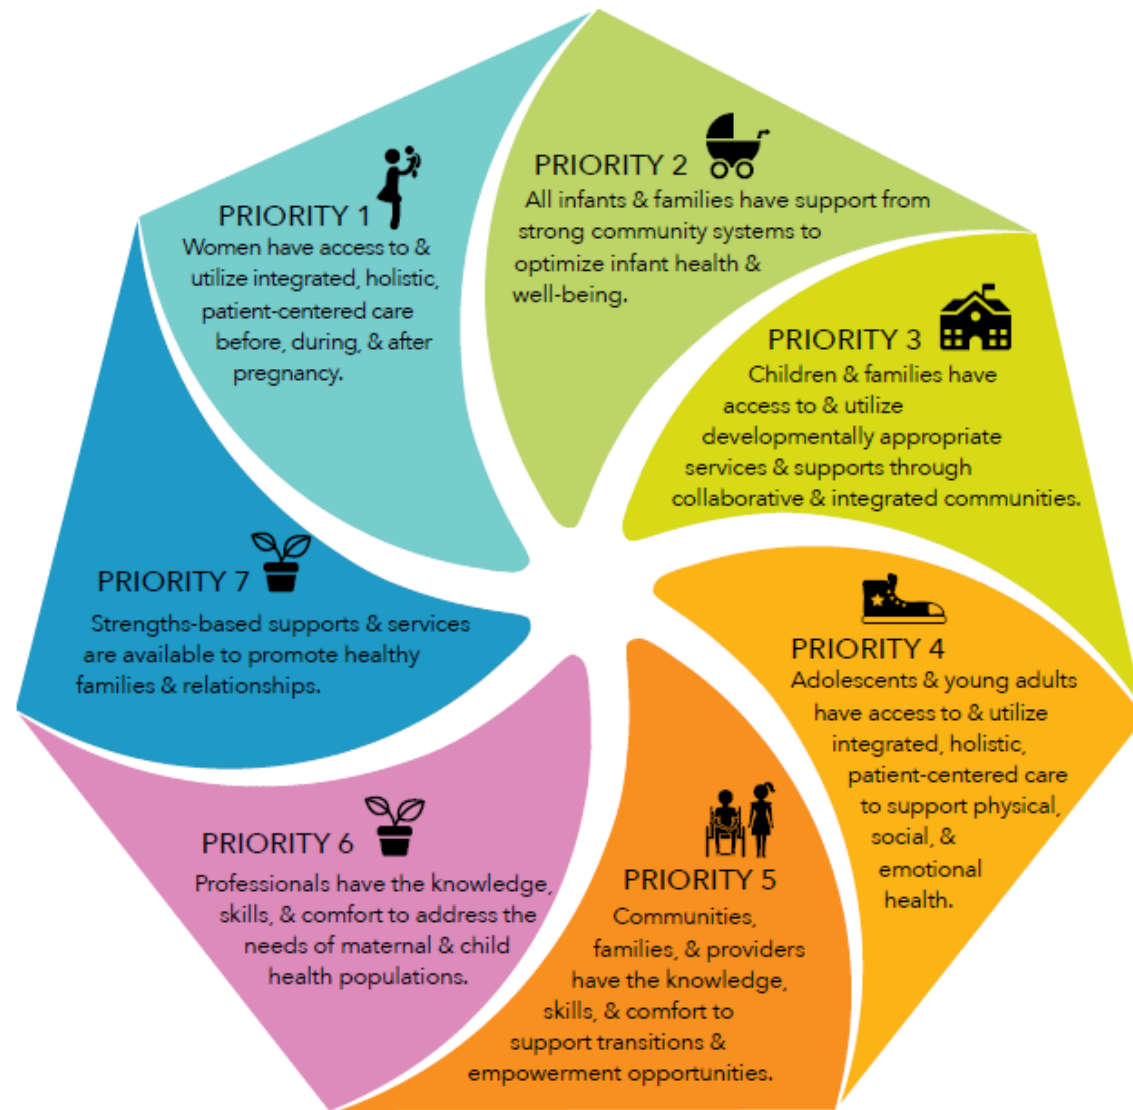 PRIORITY 1
Women have access to &
utilize integrated, holistic,
patient-centered care
before, during, & after
pregnancy.
PRIORITY 2
All infants & families have support from
strong community systems to
optimize infant health &
well-being.
PRIORITY 3
Children & families have
access to & utilize
developmentally appropriate
services & supports through
collaborative & integrated communities.
PRIORITY 4
Adolescents & young adults
have access to & utilize
integrated, holistic,
patient-centered care
to support physical,
social, &
emotional
health.
PRIORITY 5
Communities,
families, & providers
have the knowledge,
skills, & comfort to
support transitions &
empowerment opportunities.
PRIORITY 6
Professionals have the knowledge,
skills, & comfort to address the
needs of maternal & child
health populations.
PRIORITY 7
Strengths-based supports & services
are available to promote healthy
families & relationships.